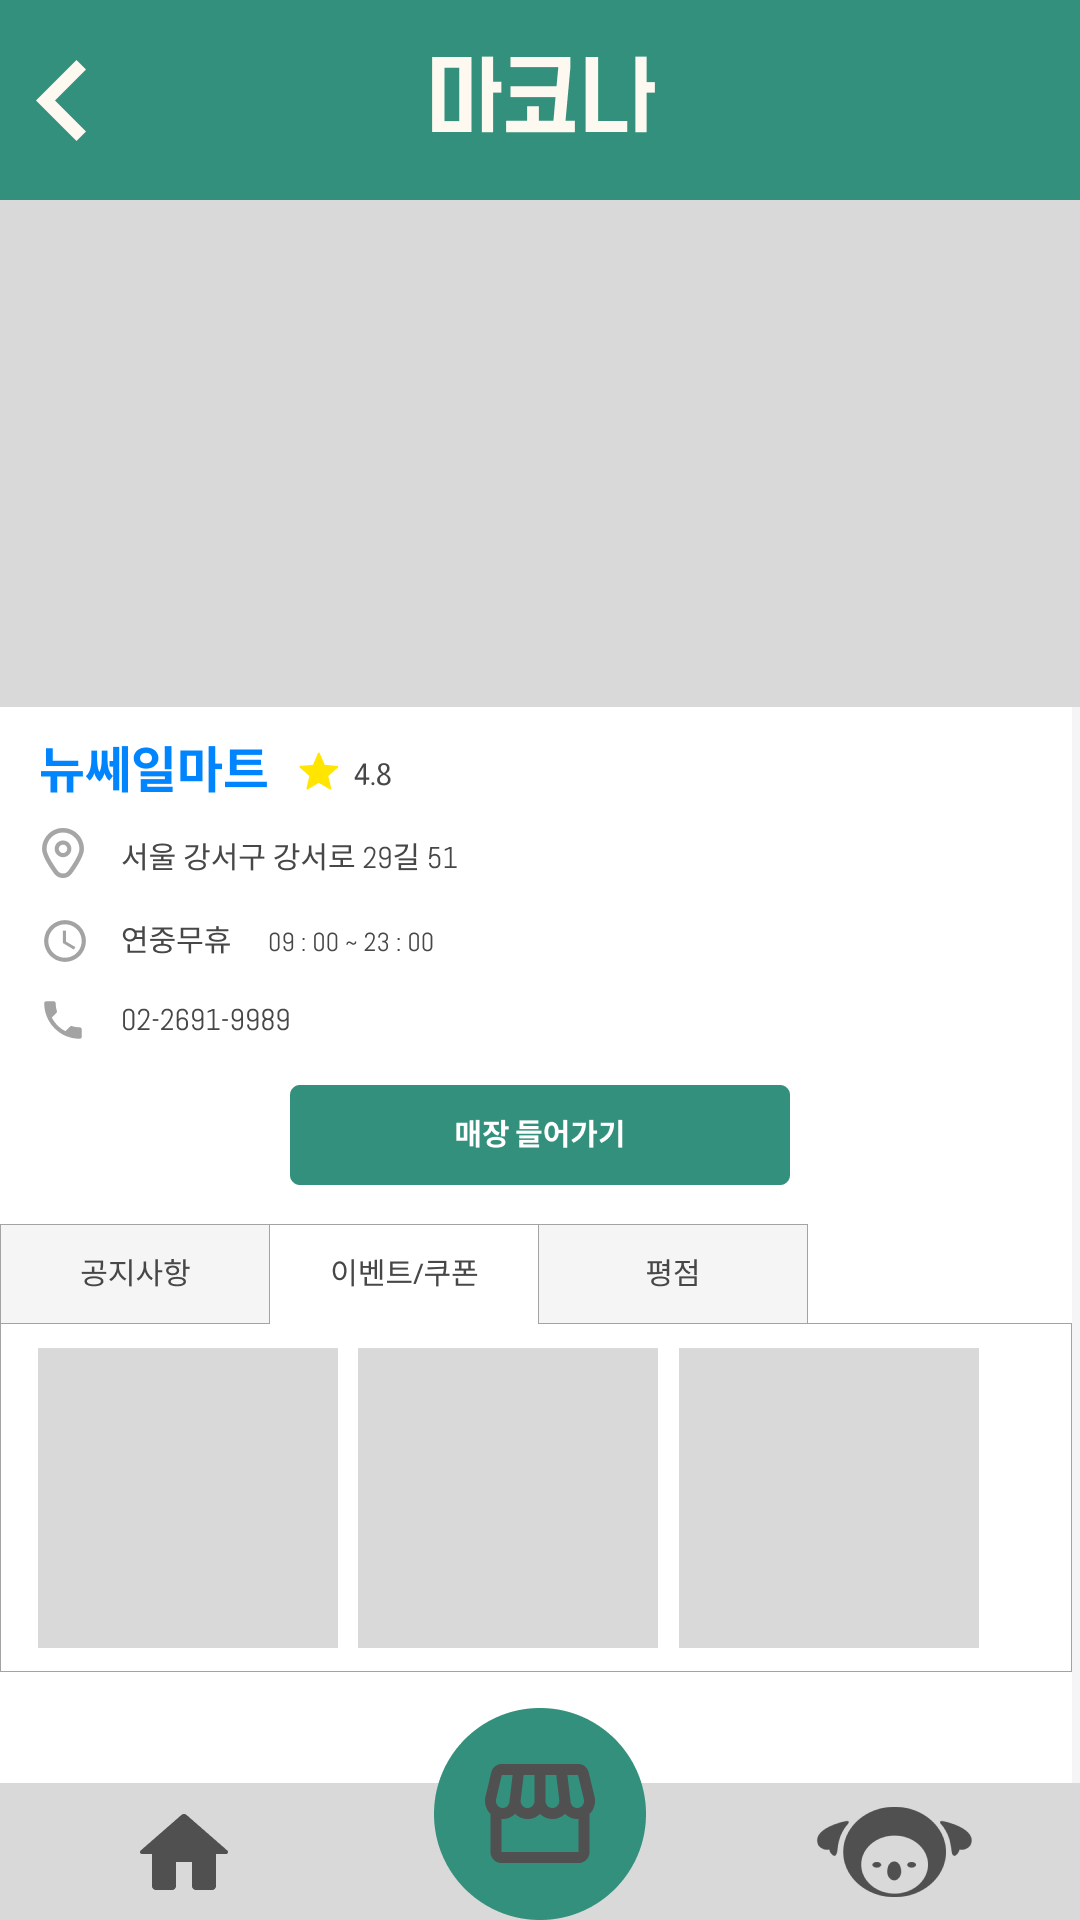 마코나
뉴쎄일마트 4.8
서울 강서구 강서로 29길 51
연중무휴 09 : 00 ~ 23 : 00
02-2691-9989
매장 들어가기
공지사항 이벤트/쿠폰 평점